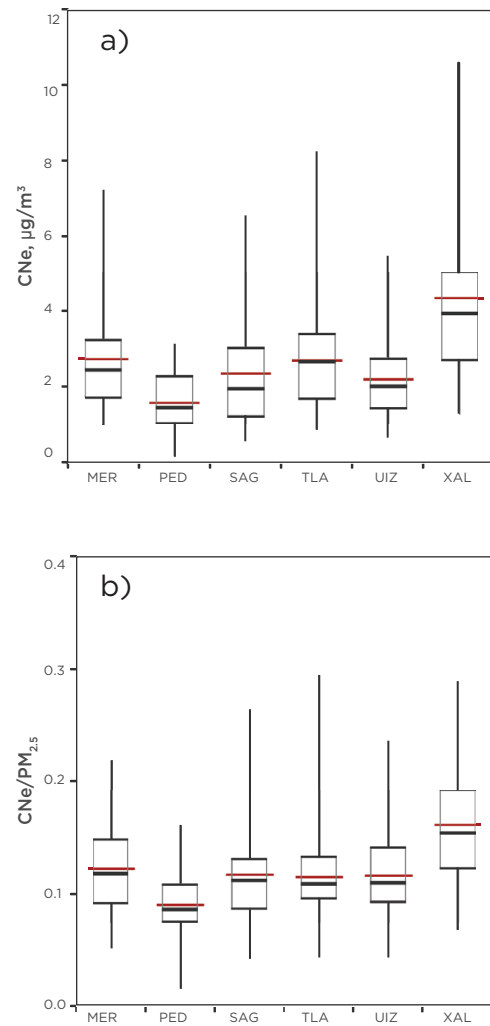 a)
12
10
8
6
4
2
0
CNe, µg/m³
MER PED SAG TLA UIZ XAL
b)
0.4
0.3
0.2
0.1
0.0
CNe/PM₂.₅
MER PED SAG TLA UIZ XAL